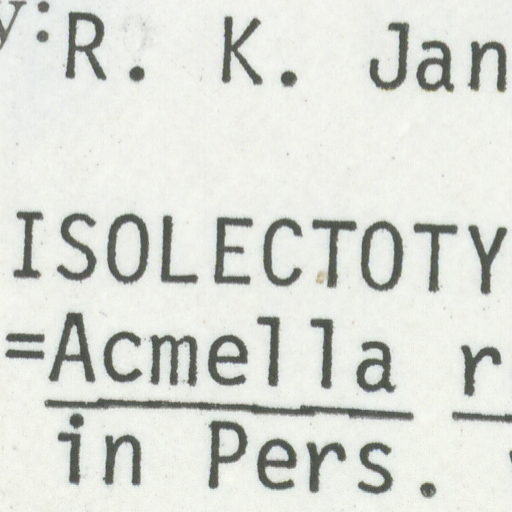 y: R. K. Jan
ISOLECTOTY
=Acmella r
in Pers.